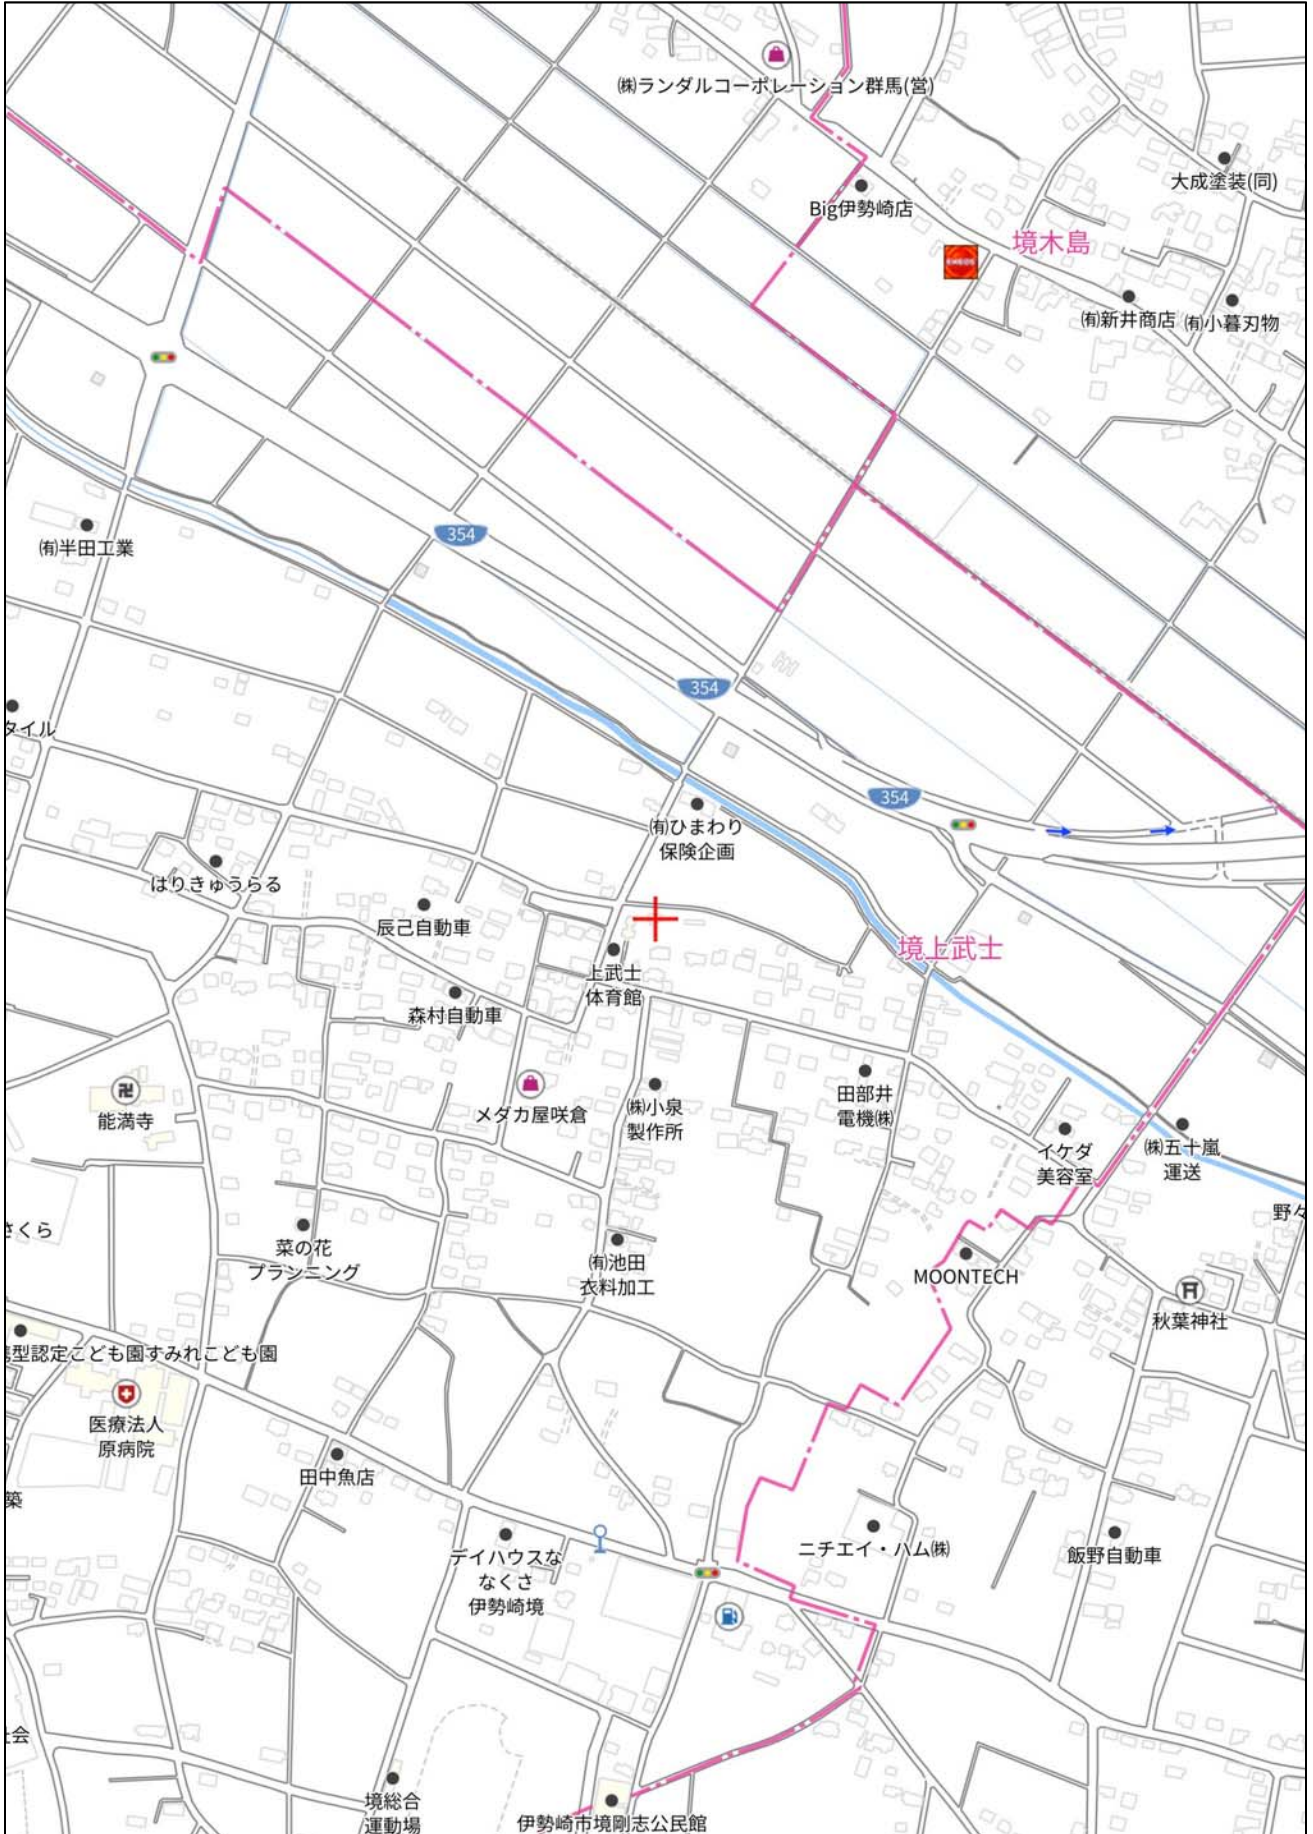 ㈱ランダルコーポレーション群馬(営)
大成塗装(同)
Big伊勢崎店
境木島
ENEOS
㈲新井商店
㈲小暮刃物
354
㈲半田工業
354
タイル
354
㈲ひまわり
保険企画
はりきゅうらる
辰己自動車
境上武士
上武士
体育館
森村自動車
能満寺
メダカ屋咲倉
㈱小泉
製作所
田部井
電機㈱
イケダ
美容室
㈱五十嵐
運送
野々
さくら
菜の花
プランニング
㈲池田
衣料加工
MOONTECH
秋葉神社
型認定こども園すみれこども園
医療法人
原病院
田中魚店
築
デイハウスな
なくさ
伊勢崎境
ニチエイ・ハム㈱
飯野自動車
会
境総合
運動場
伊勢崎市境剛志公民館